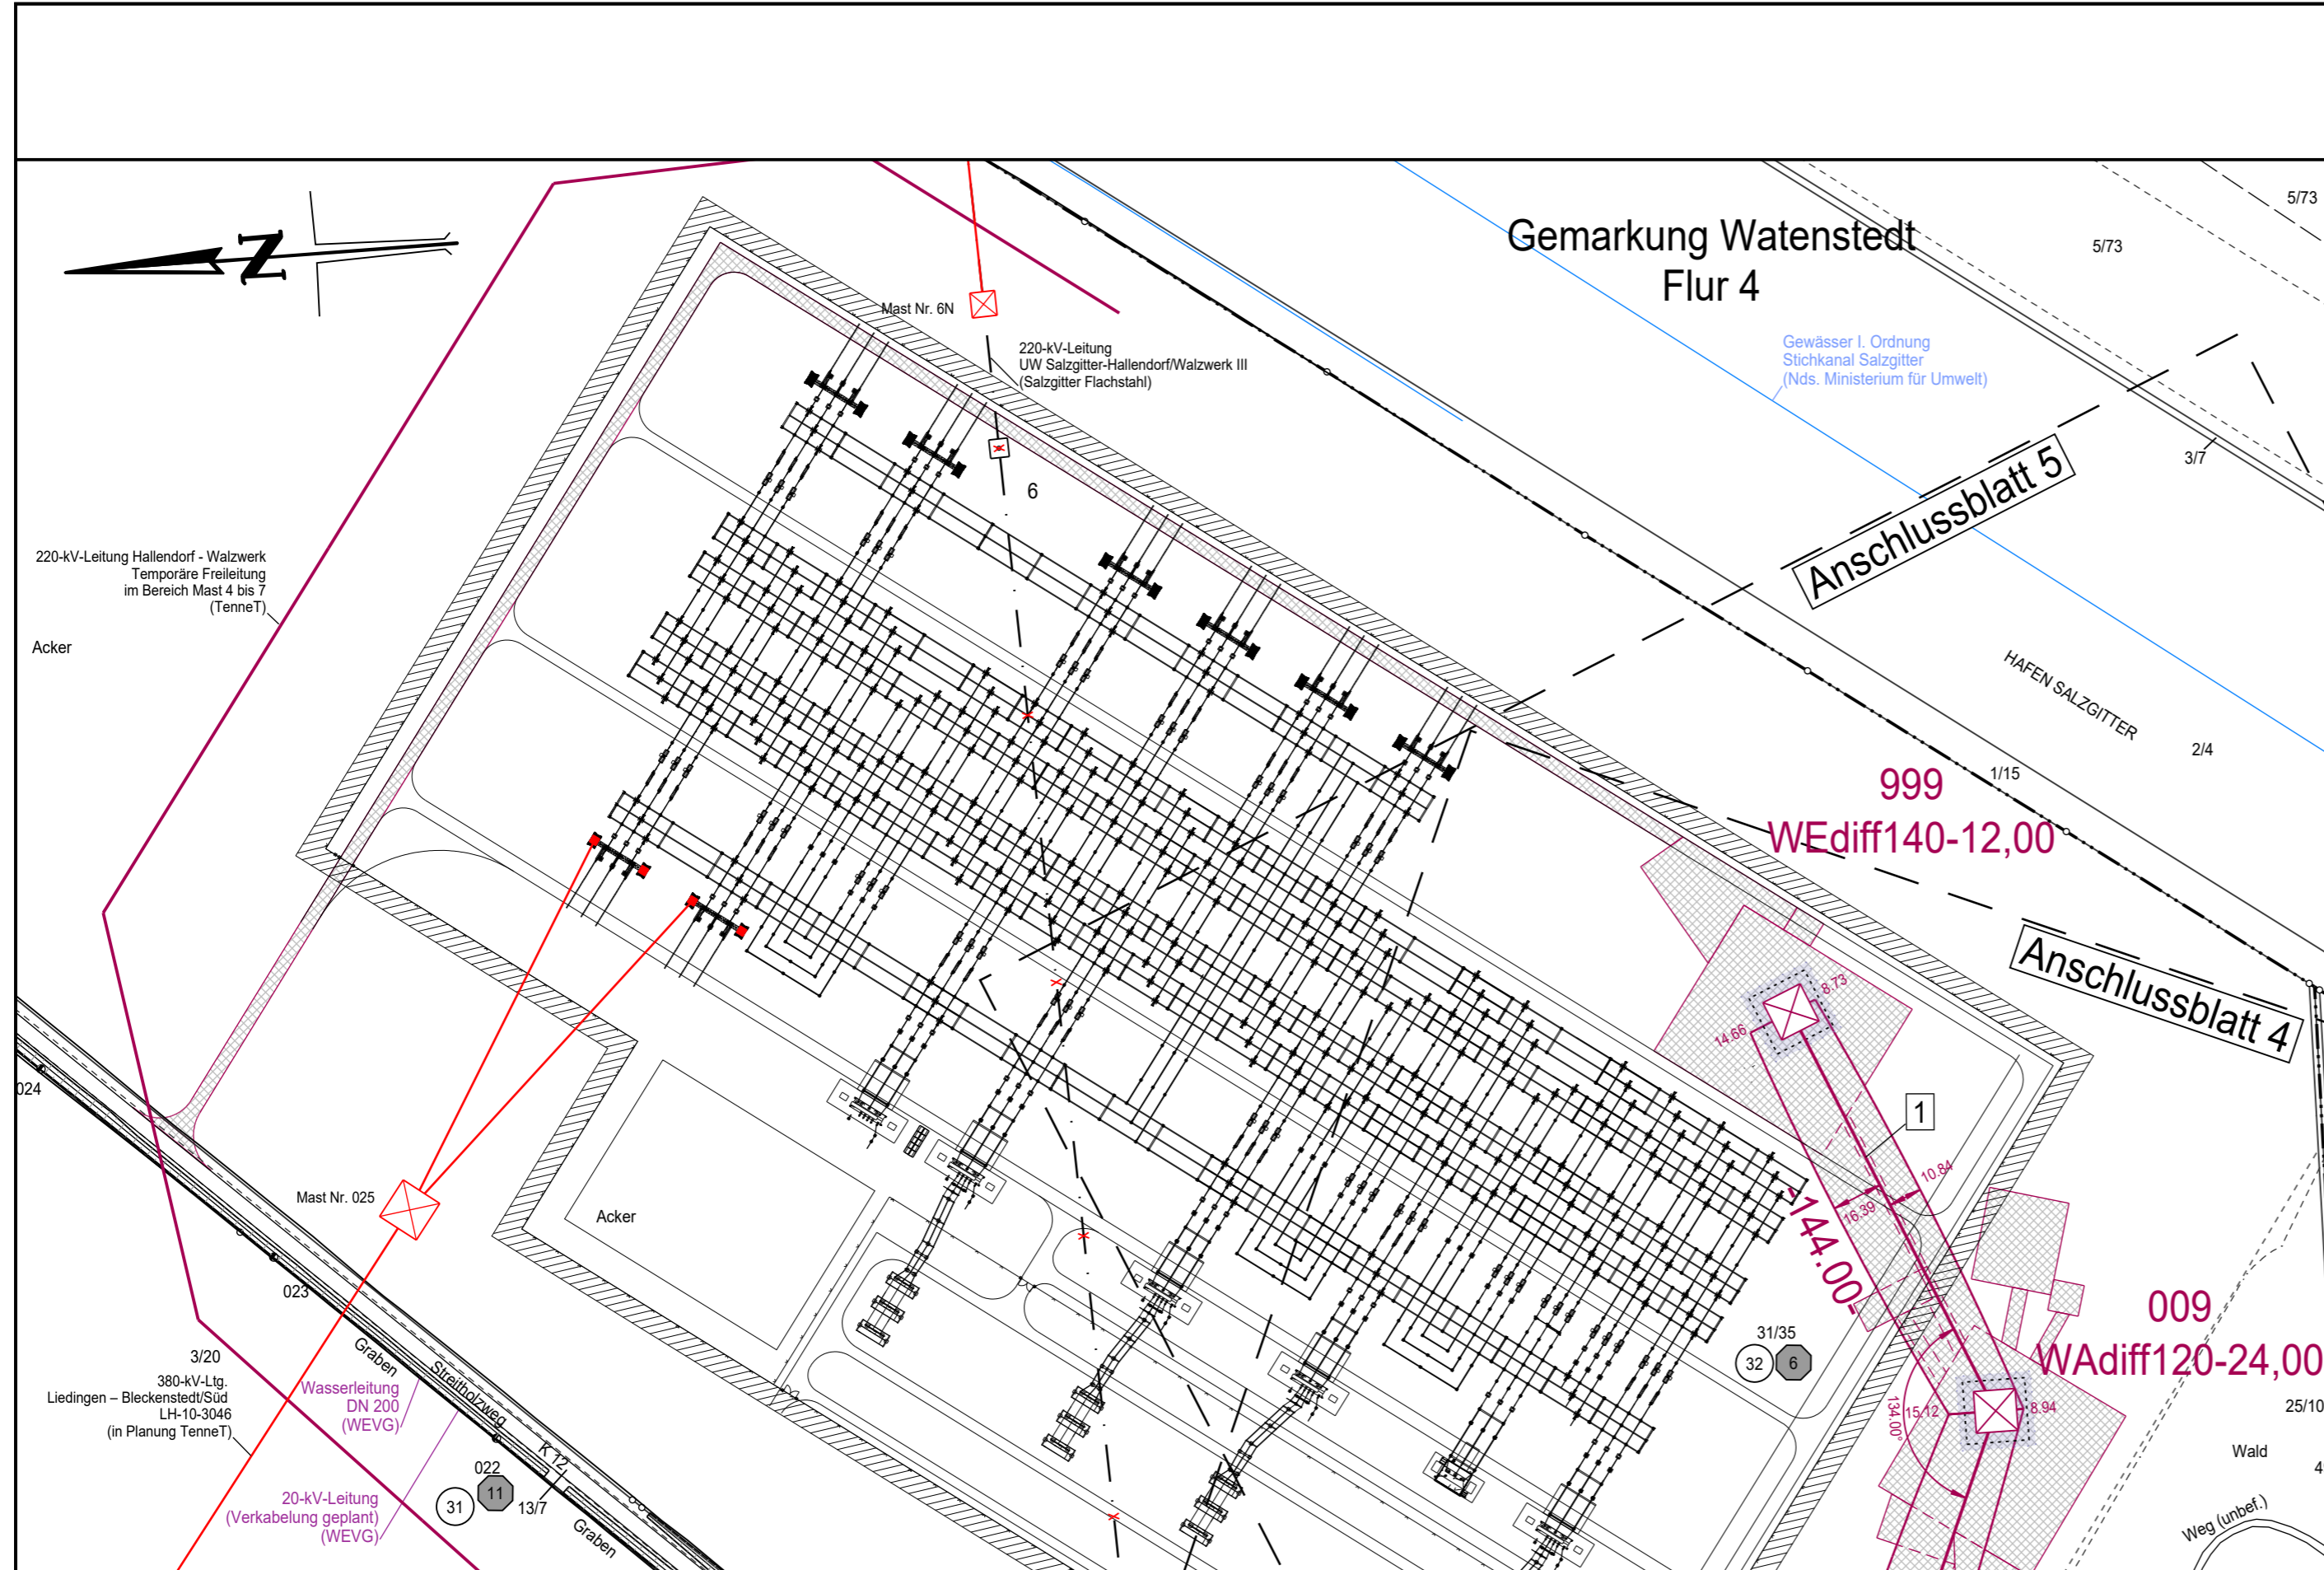 N
Gemarkung Watenstedt
Flur 4
5/73
5/73
Mast Nr. 6N
220-kV-Leitung
UW Salzgitter-Hallendorf/Walzwerk III
(Salzgitter Flachstahl)
Gewässer I. Ordnung
Stichkanal Salzgitter
(Nds. Ministerium für Umwelt)
3/7
6
Anschlussblatt 5
220-kV-Leitung Hallendorf - Walzwerk
Temporäre Freileitung
im Bereich Mast 4 bis 7
(TenneT)
Acker
HAFEN SALZGITTER
2/4
1/15
999
WEdiff140-12,00
Anschlussblatt 4
8.73
14.66
1
024
10.84
16.39
-144.00-
Mast Nr. 025
Acker
023
009
WAdiff120-24,00
31/35
32
6
3/20
380-kV-Ltg.
Liedingen – Bleckenstedt/Süd
LH-10-3046
(in Planung TenneT)
Graben
Streitholzweg
Wasserleitung
DN 200
(WEVG)
134.00°
15.12
8.94
25/10
Wald
4
K 12
022
31
11
13/7
20-kV-Leitung
(Verkabelung geplant)
(WEVG)
Graben
Weg (unbef.)